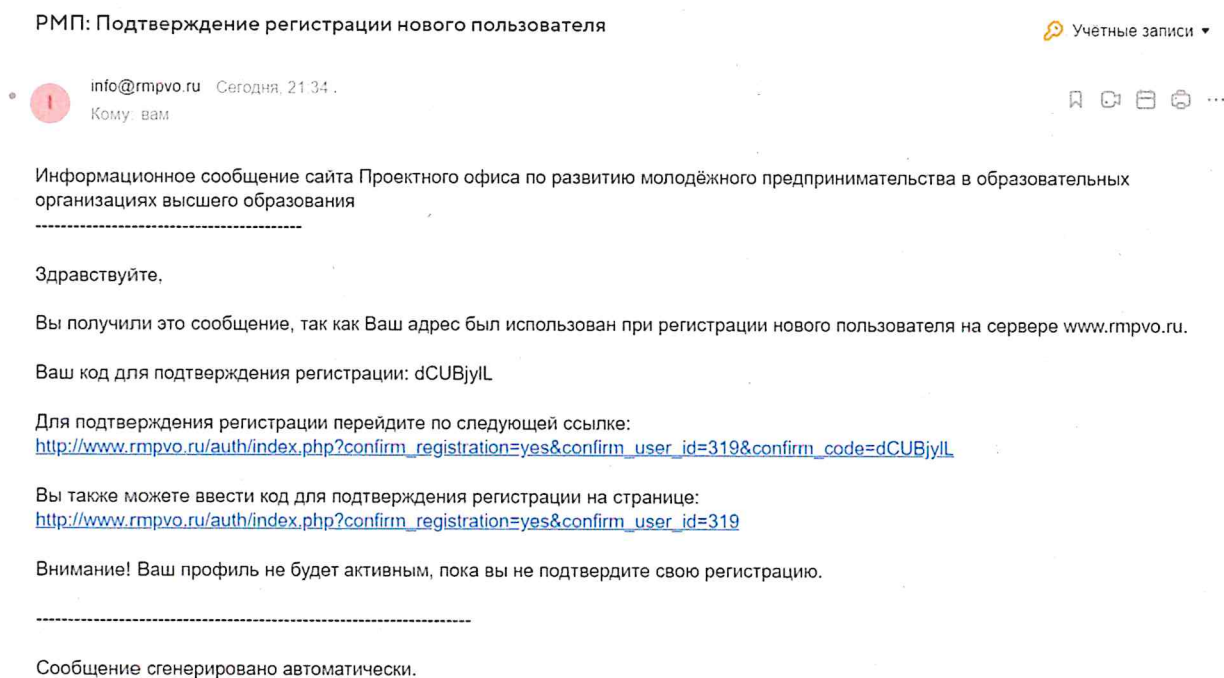 РМП: Подтверждение регистрации нового пользователя
Учётные записи
I
info@rmpvo.ru Сегодня, 21:34
Кому: вам
Информационное сообщение сайта Проектного офиса по развитию молодёжного предпринимательства в образовательных
организациях высшего образования
------------------------------------------
Здравствуйте,
Вы получили это сообщение, так как Ваш адрес был использован при регистрации нового пользователя на сервере www.rmpvo.ru.
Ваш код для подтверждения регистрации: dCUBjylL
Для подтверждения регистрации перейдите по следующей ссылке:
http://www.rmpvo.ru/auth/index.php?confirm_registration=yes&confirm_user_id=319&confirm_code=dCUBjylL
Вы также можете ввести код для подтверждения регистрации на странице:
http://www.rmpvo.ru/auth/index.php?confirm_registration=yes&confirm_user_id=319
Внимание! Ваш профиль не будет активным, пока вы не подтвердите свою регистрацию.
---------------------------------------------------------------------
Сообщение сгенерировано автоматически.